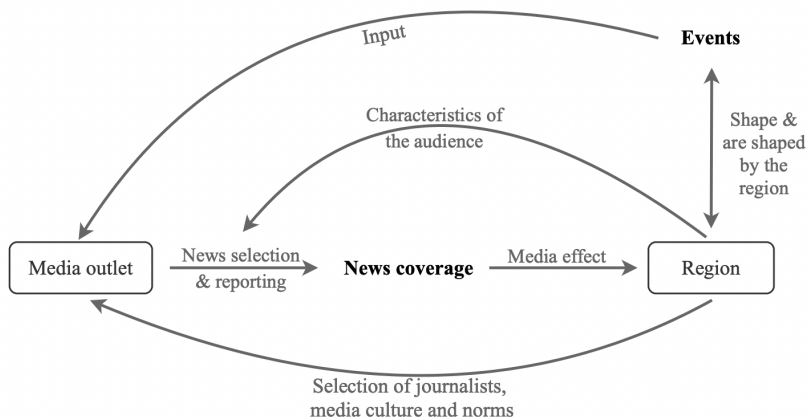 Input
Events
Characteristics of
the audience
Shape &
are shaped
by the
region
Media outlet
News selection
& reporting
News coverage
Media effect
Region
Selection of journalists,
media culture and norms